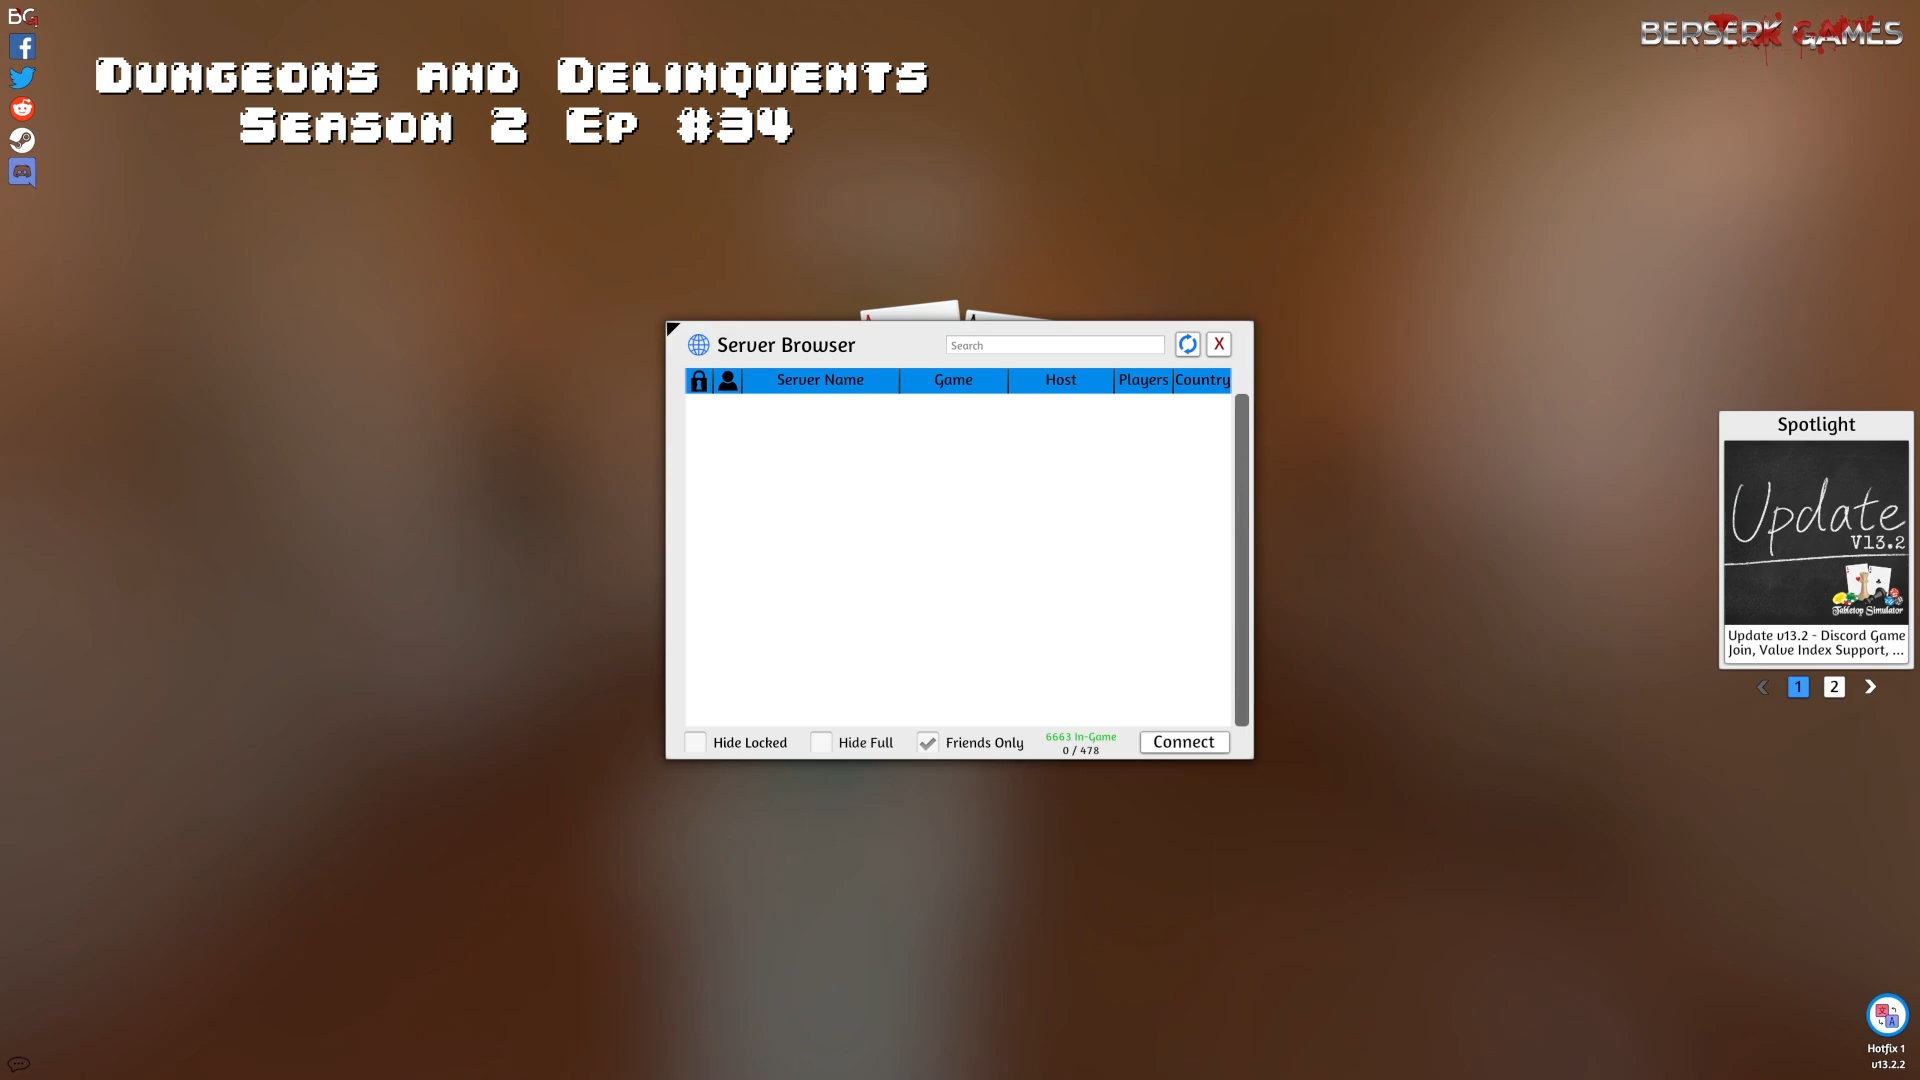 BG
BERSERK GAMES
Dungeons and Delinquents
Season 2 Ep #34
Server Browser
Search
X
Server Name
Game
Host
Players
Country
Hide Locked
Hide Full
Friends Only
6663 In-Game
0 / 478
Connect
Spotlight
Update
V13.2
Tabletop Simulator
Update v13.2 - Discord Game
Join, Valve Index Support, ...
1
2
Hotfix 1
v13.2.2